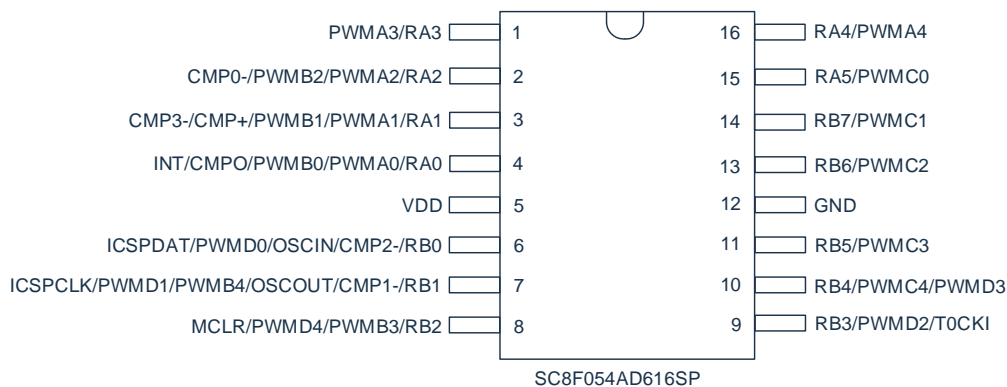 PWMA3/RA3 1 16 RA4/PWMA4
CMP0-/PWMB2/PWMA2/RA2 2 15 RA5/PWMC0
CMP3-/CMP+/PWMB1/PWMA1/RA1 3 14 RB7/PWMC1
INT/CMPO/PWMB0/PWMA0/RA0 4 13 RB6/PWMC2
VDD 5 12 GND
ICSPDAT/PWMD0/OSCIN/CMP2-/RB0 6 11 RB5/PWMC3
ICSPCLK/PWMD1/PWMB4/OSCOUT/CMP1-/RB1 7 10 RB4/PWMC4/PWMD3
MCLR/PWMD4/PWMB3/RB2 8 9 RB3/PWMD2/T0CKI
SC8F054AD616SP